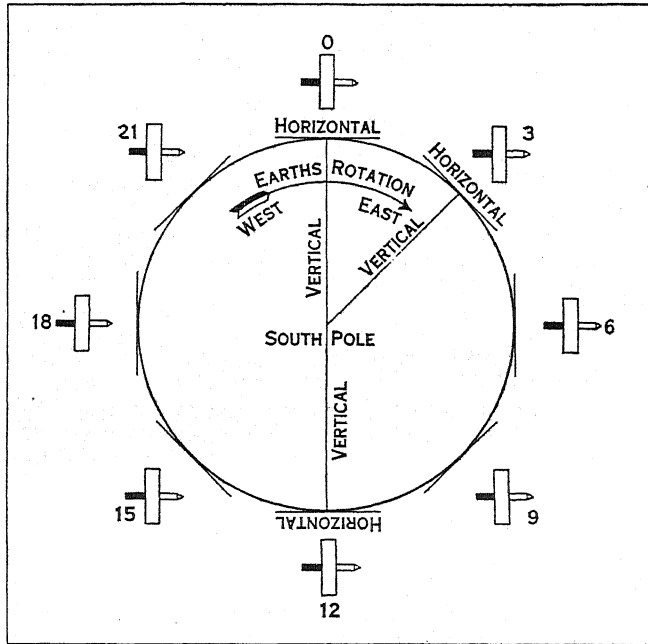 0
21
HORIZONTAL
3
HORIZONTAL
EARTHS ROTATION
WEST
EAST
VERTICAL
VERTICAL
18
6
SOUTH POLE
VERTICAL
15
9
HORIZONTAL
12